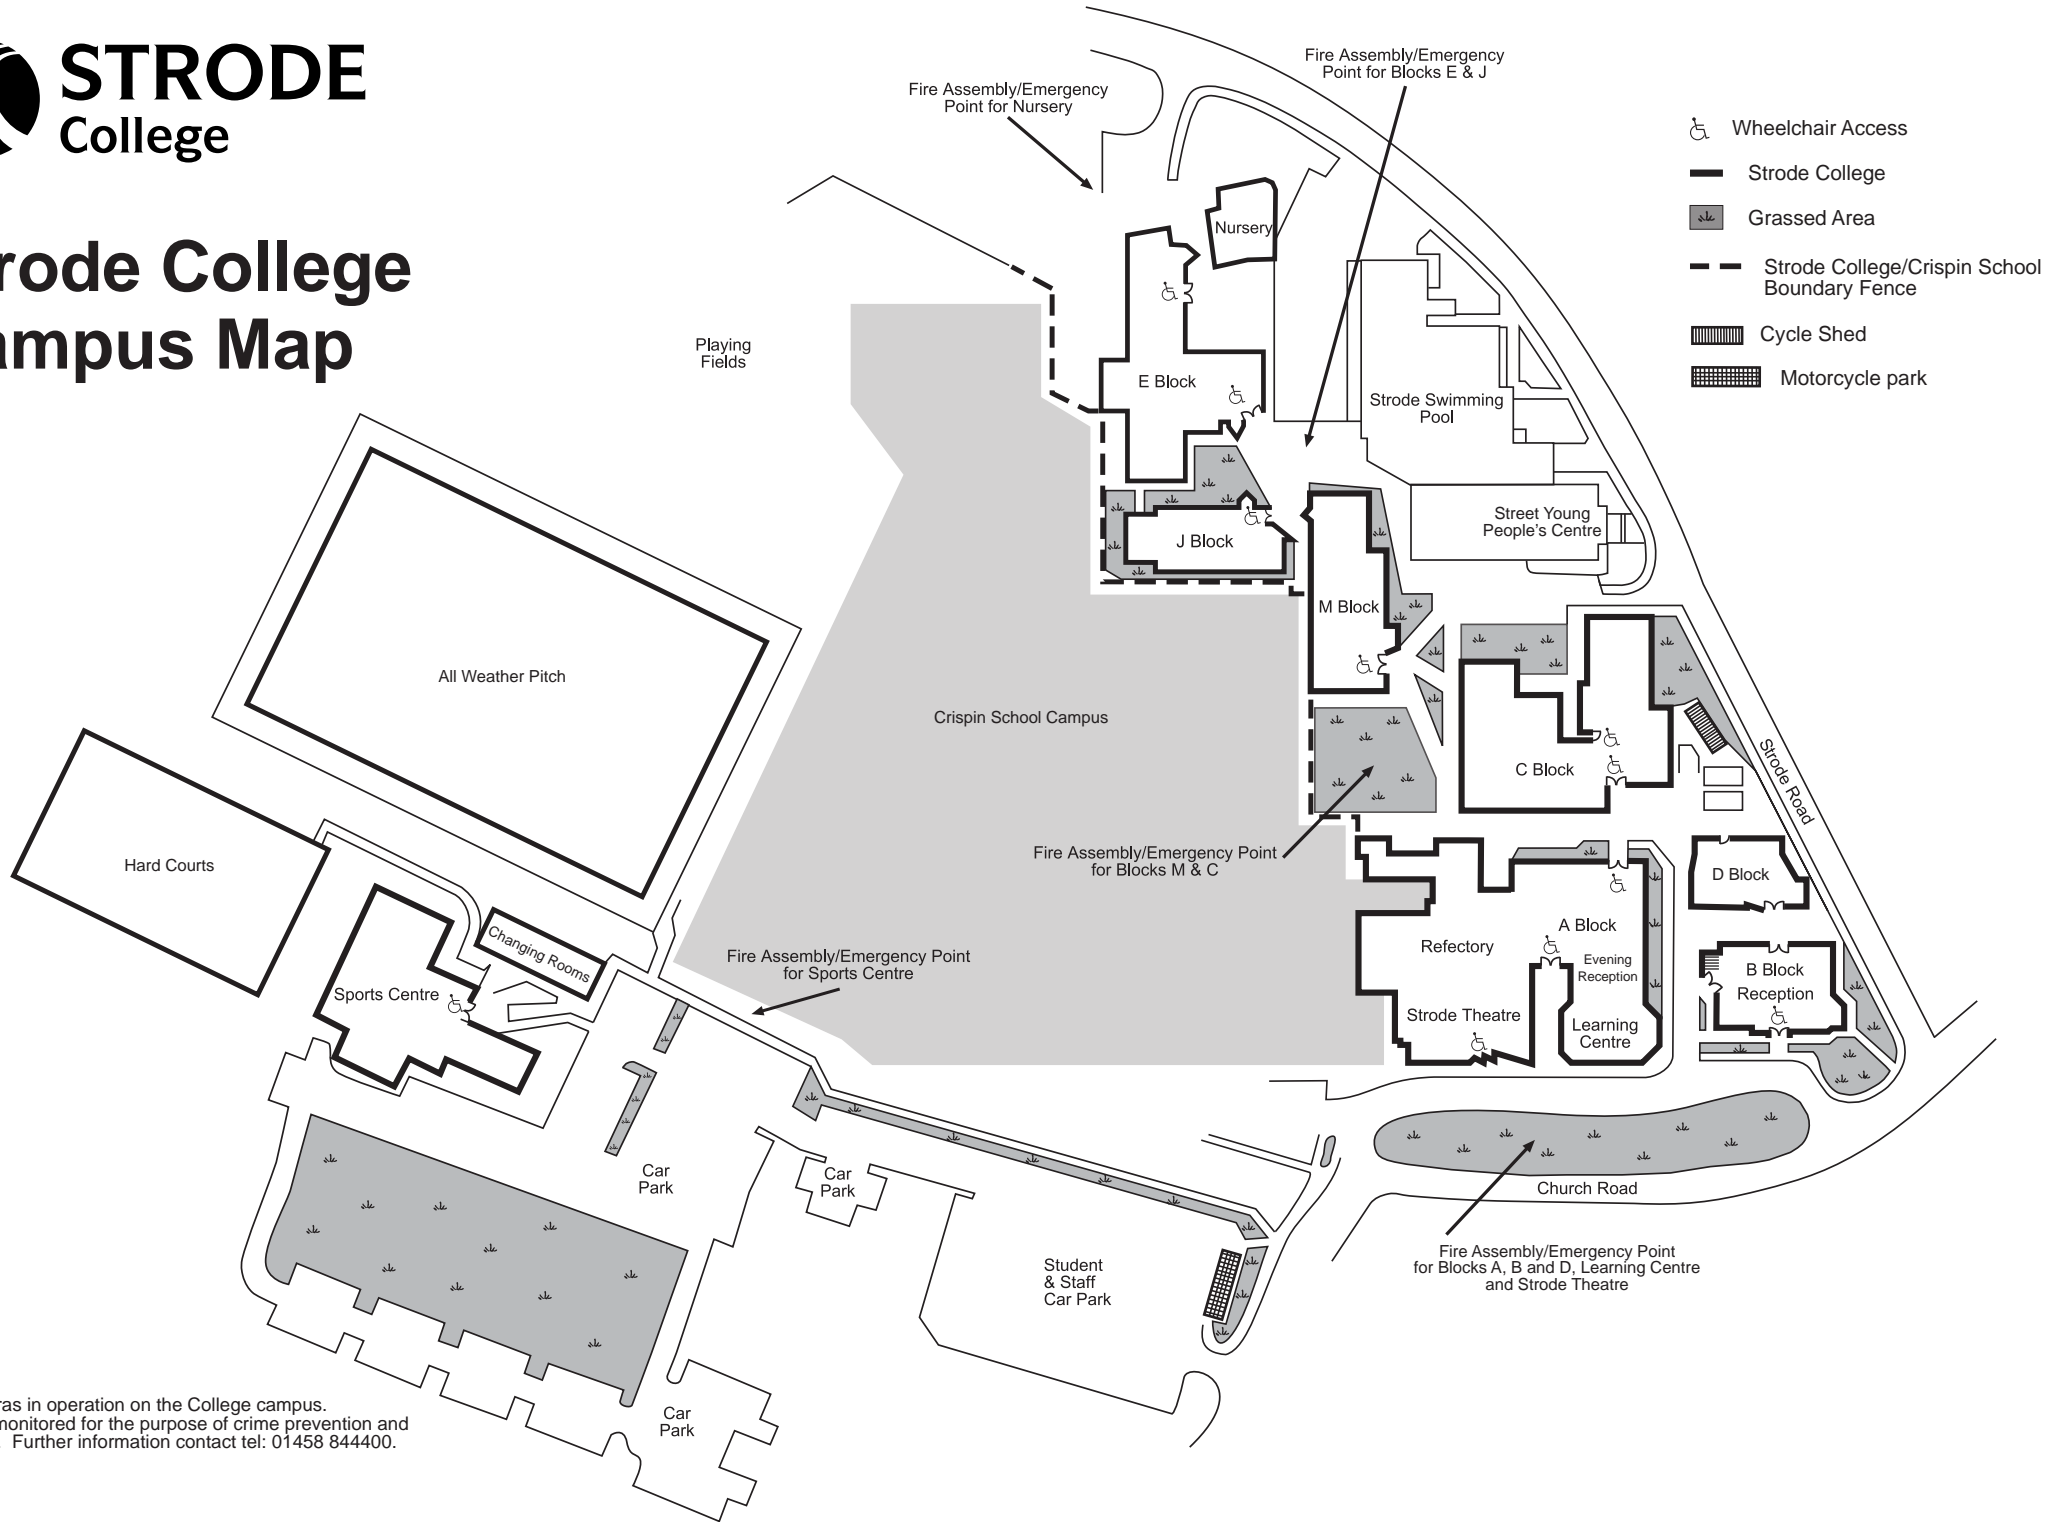 STRODE
College
rode College
ampus Map
Fire Assembly/Emergency
Point for Nursery
Fire Assembly/Emergency
Point for Blocks E & J
Wheelchair Access
Strode College
Grassed Area
Strode College/Crispin School
Boundary Fence
Cycle Shed
Motorcycle park
Nursery
Playing
Fields
E Block
Strode Swimming
Pool
Street Young
People's Centre
J Block
M Block
All Weather Pitch
Crispin School Campus
C Block
Strode Road
Hard Courts
Fire Assembly/Emergency Point
for Blocks M & C
D Block
Changing Rooms
Sports Centre
Fire Assembly/Emergency Point
for Sports Centre
Refectory
A Block
Evening
Reception
B Block
Reception
Strode Theatre
Learning
Centre
Car
Park
Car
Park
Church Road
Student
& Staff
Car Park
Fire Assembly/Emergency Point
for Blocks A, B and D, Learning Centre
and Strode Theatre
Car
Park
ras in operation on the College campus.
monitored for the purpose of crime prevention and
. Further information contact tel: 01458 844400.